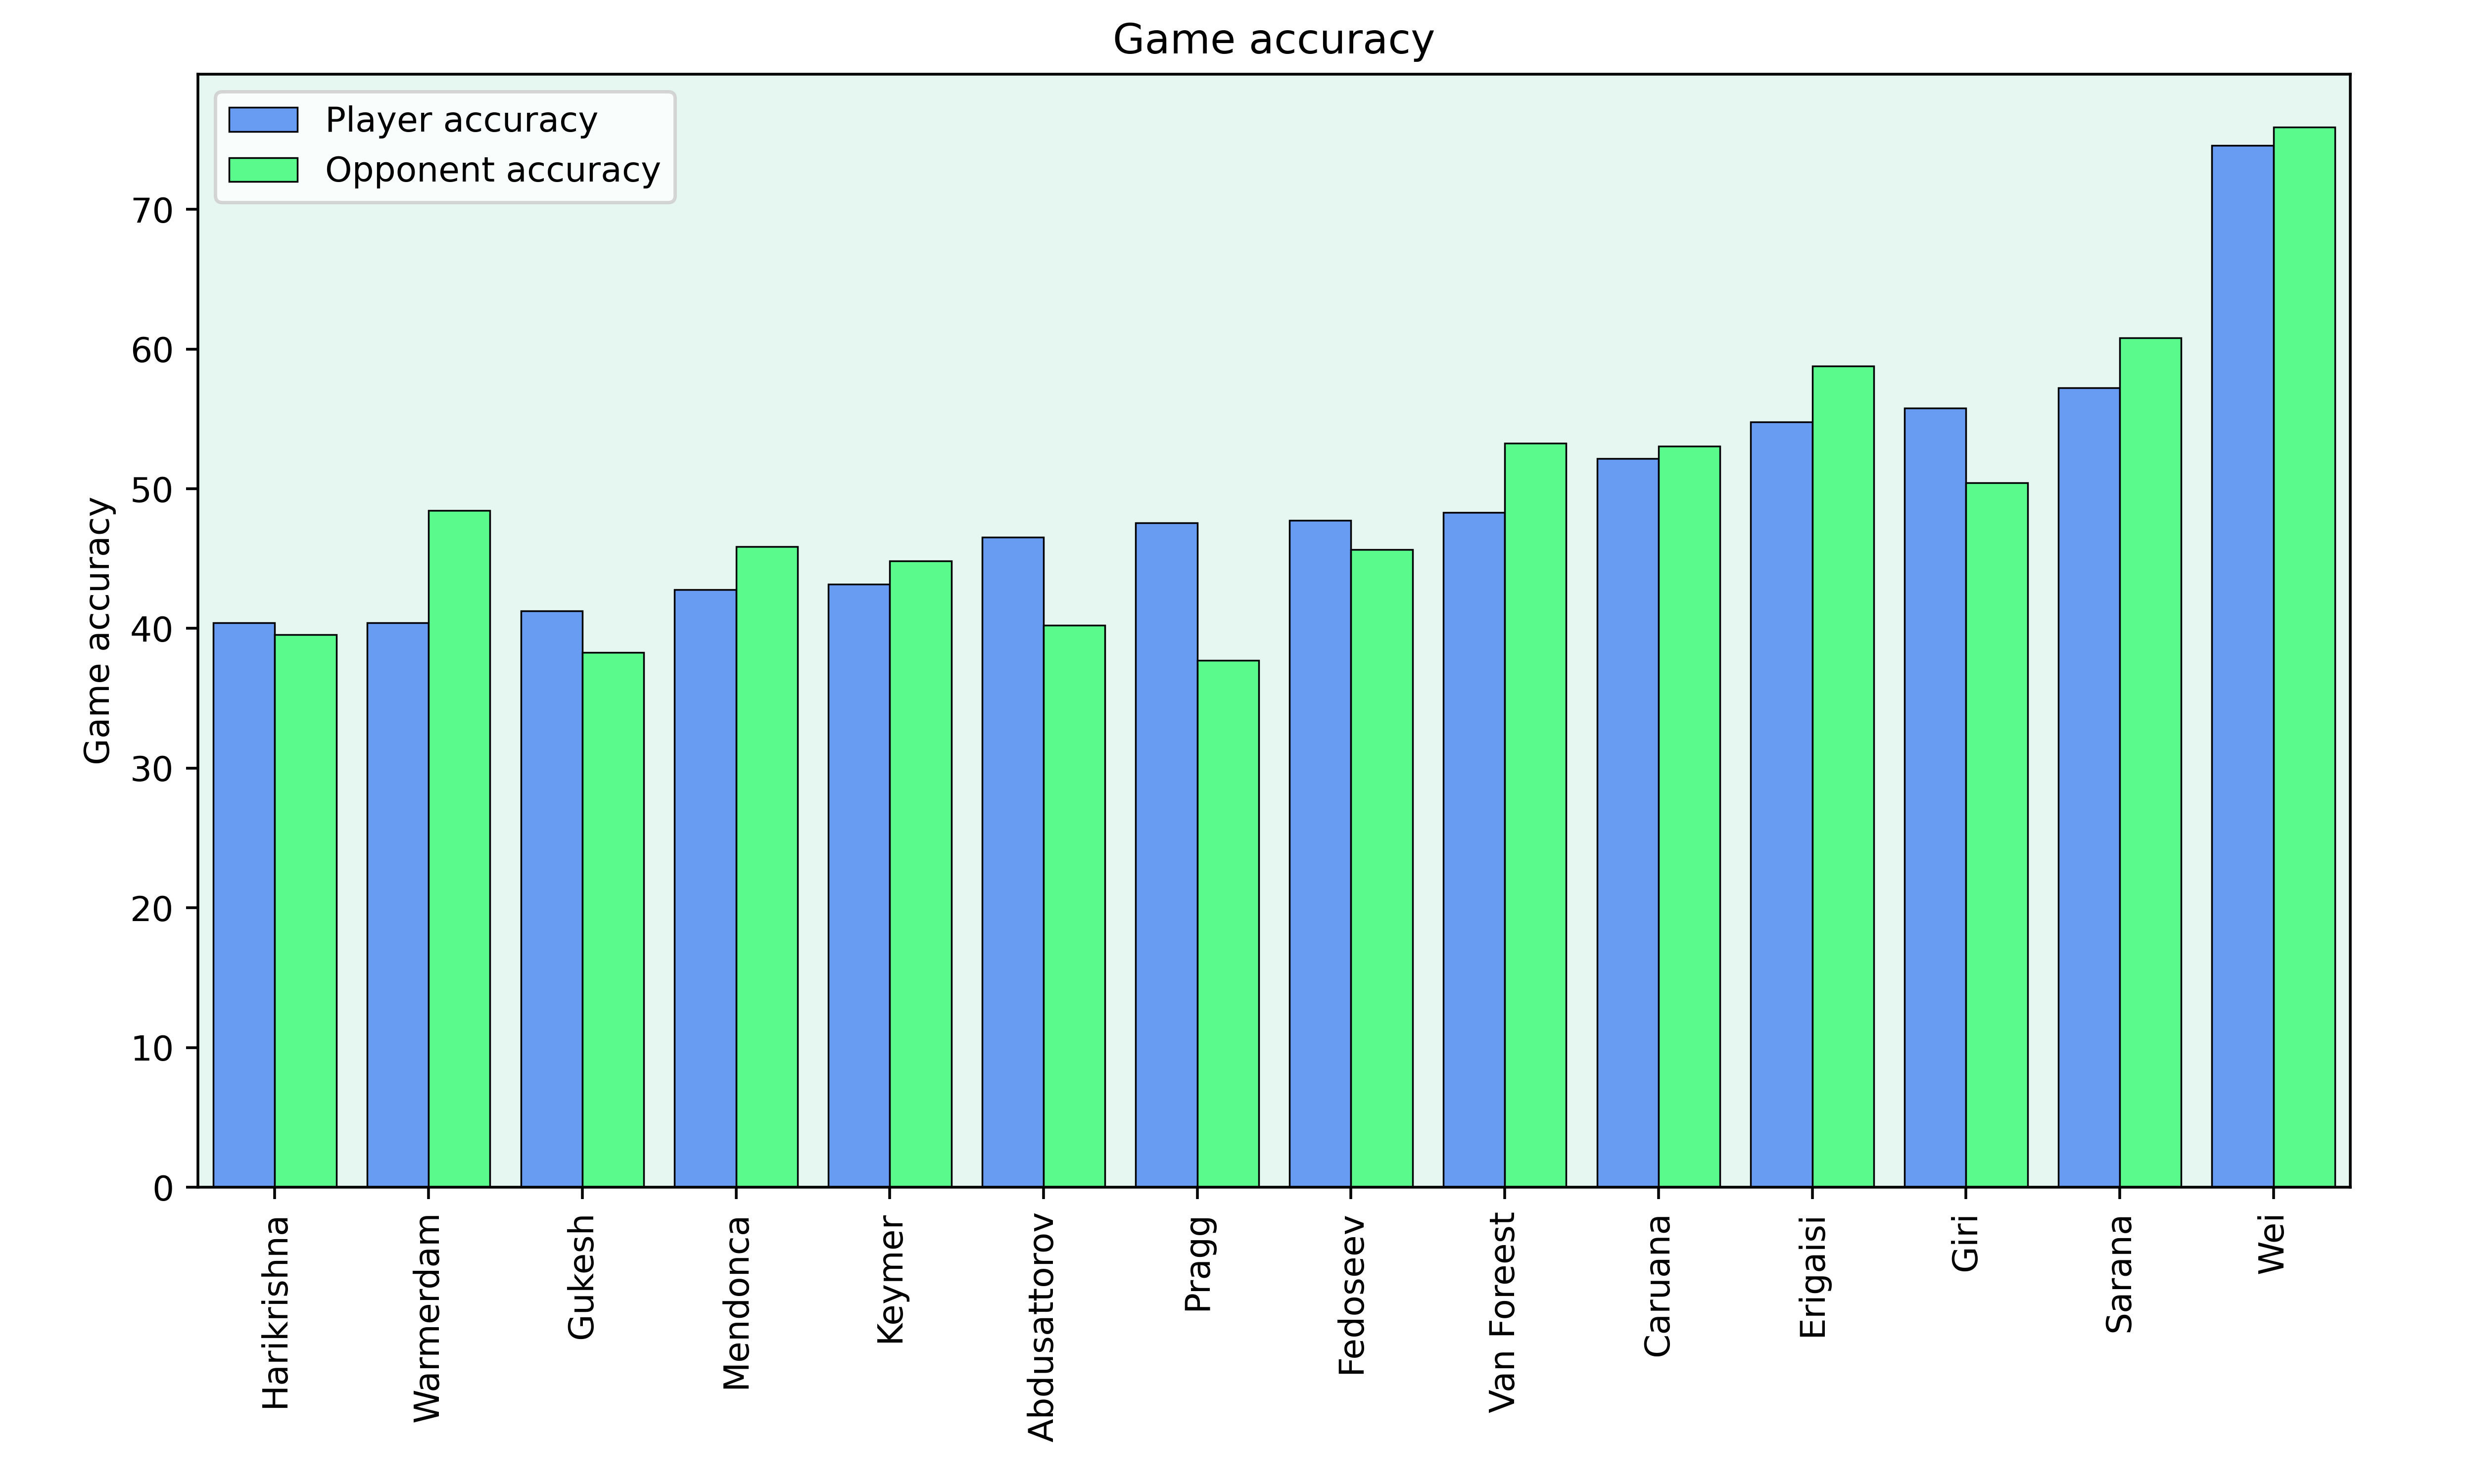 Game accuracy
Player accuracy
Opponent accuracy
Game accuracy
70
60
50
40
30
20
10
0
Harikrishna
Warmerdam
Gukesh
Mendonca
Keymer
Abdusattorov
Pragg
Fedoseev
Van Foreest
Caruana
Erigaisi
Giri
Sarana
Wei